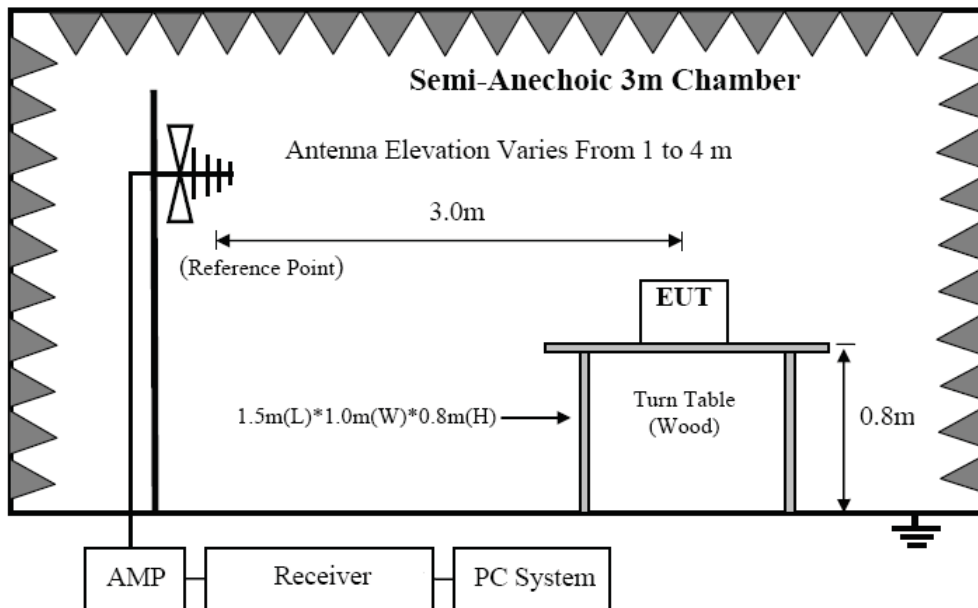 Semi-Anechoic 3m Chamber
Antenna Elevation Varies From 1 to 4 m
3.0m
(Reference Point)
EUT
1.5m(L)*1.0m(W)*0.8m(H)
Turn Table
(Wood)
0.8m
AMP
Receiver
PC System